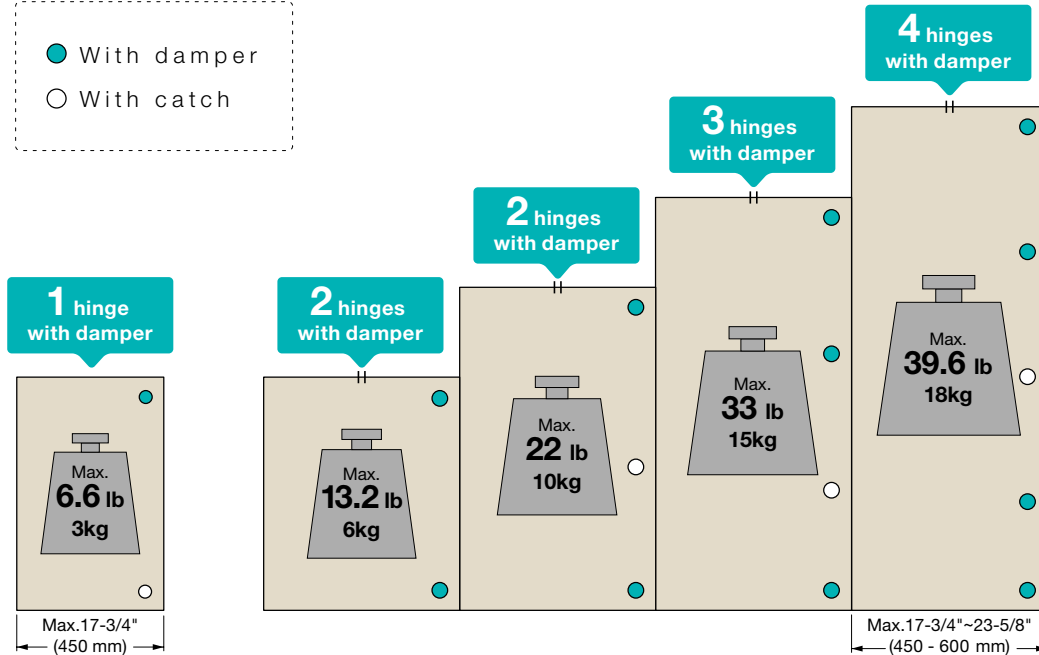 With damper
With catch
1 hinge
with damper
2 hinges
with damper
2 hinges
with damper
3 hinges
with damper
4 hinges
with damper
Max.
6.6 lb
3kg
Max.
13.2 lb
6kg
Max.
22 lb
10kg
Max.
33 lb
15kg
Max.
39.6 lb
18kg
Max.17-3/4"
(450 mm)
Max.17-3/4"~23-5/8"
(450 - 600 mm)